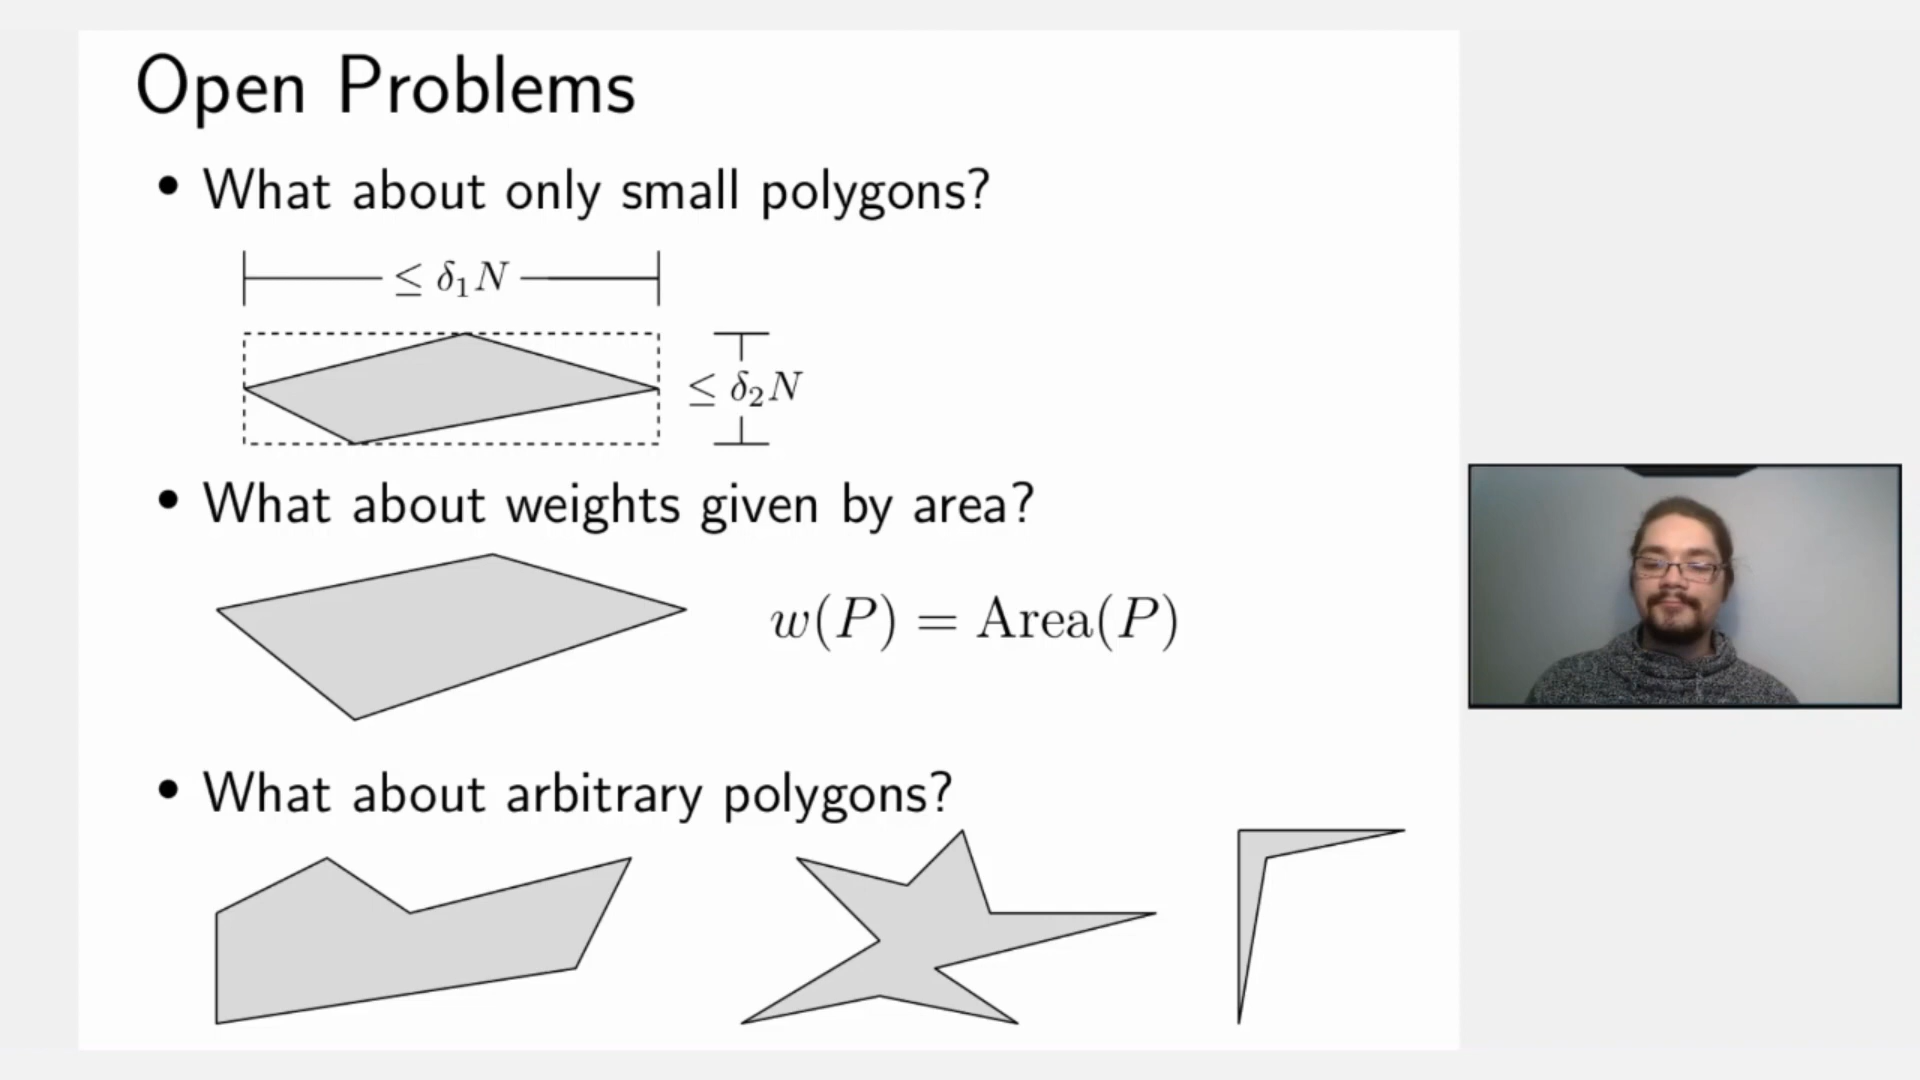 Open Problems
• What about only small polygons?
≤ δ₁N
≤ δ₂N
• What about weights given by area?
w(P) = Area(P)
• What about arbitrary polygons?